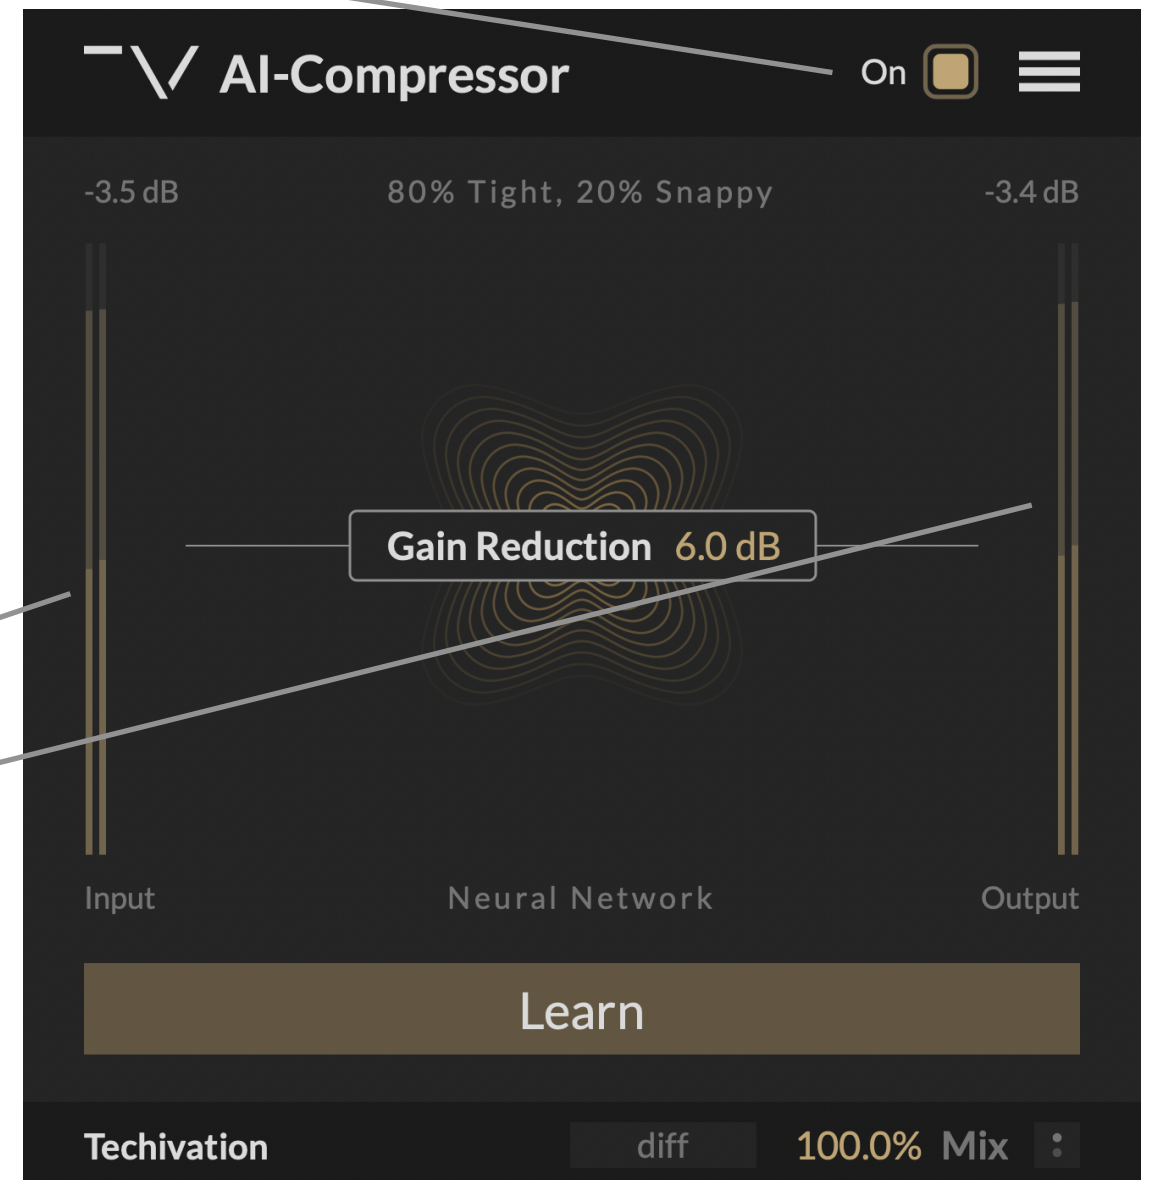 AI-Compressor On
-3.5 dB 80% Tight, 20% Snappy -3.4 dB
Gain Reduction 6.0 dB
Input Neural Network Output
Learn
Techivation diff 100.0% Mix :